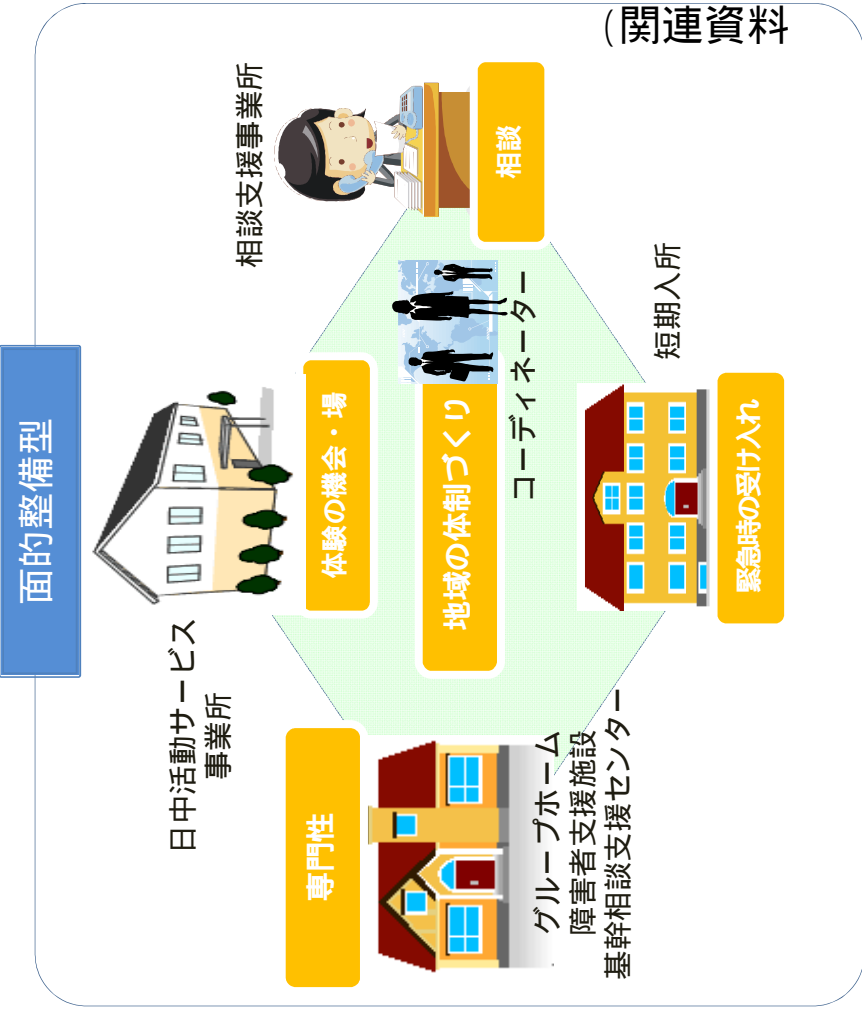 (関連資料
面的整備型
日中活動サービス
事業所
体験の機会・場
相談支援事業所
相談
専門性
グループホーム
障害者支援施設
基幹相談支援センター
地域の体制づくり
コーディネーター
短期入所
緊急時の受け入れ